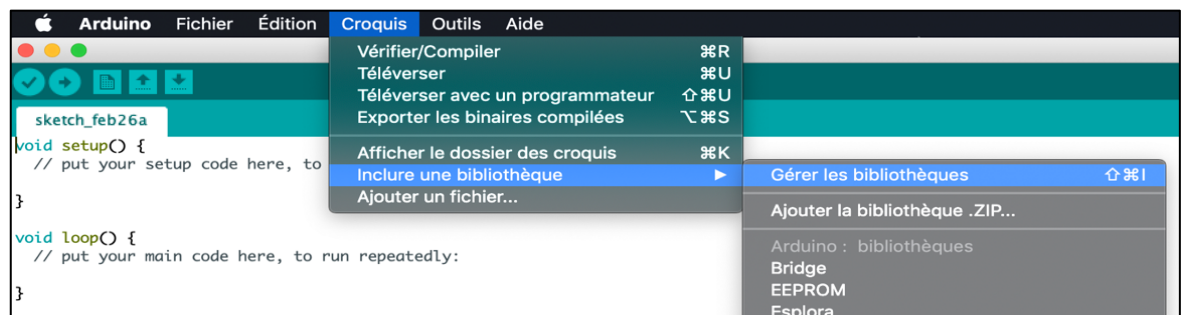 Arduino Fichier Édition Croquis Outils Aide
Vérifier/Compiler ⌘R
Téléverser ⌘U
Téléverser avec un programmateur ⇧⌘U
Exporter les binaires compilées ⌥⌘S
Afficher le dossier des croquis ⌘K
Inclure une bibliothèque ▶
Ajouter un fichier...
Gérer les bibliothèques ⇧⌘I
Ajouter la bibliothèque .ZIP...
Arduino : bibliothèques
Bridge
EEPROM
Esplora
sketch_feb26a
void setup() {
// put your setup code here, to
}
void loop() {
// put your main code here, to run repeatedly:
}